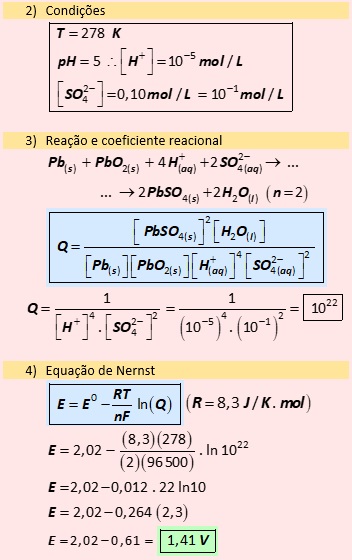 2) Condições
T = 278 K
pH = 5 ∴ [H⁺] = 10⁻⁵ mol / L
[SO₄²⁻] = 0,10 mol / L = 10⁻¹ mol / L
3) Reação e coeficiente reacional
Pb(s) + PbO₂(s) + 4 H⁺(aq) + 2 SO₄²⁻(aq) → ...
... → 2 PbSO₄(s) + 2 H₂O(l) (n = 2)
Q = [PbSO₄(s)]² [H₂O(l)] / [Pb(s)] [PbO₂(s)] [H⁺(aq)]⁴ [SO₄²⁻(aq)]²
Q = 1 / [H⁺]⁴ . [SO₄²⁻]² = 1 / (10⁻⁵)⁴ . (10⁻¹)² = 10²²
4) Equação de Nernst
E = E⁰ − RT/nF ln(Q) (R = 8,3 J / K. mol)
E = 2,02 − (8,3)(278) / (2)(96 500) . ln 10²²
E = 2,02 − 0,012 . 22 ln10
E = 2,02 − 0,264 (2,3)
E = 2,02 − 0,61 = 1,41 V